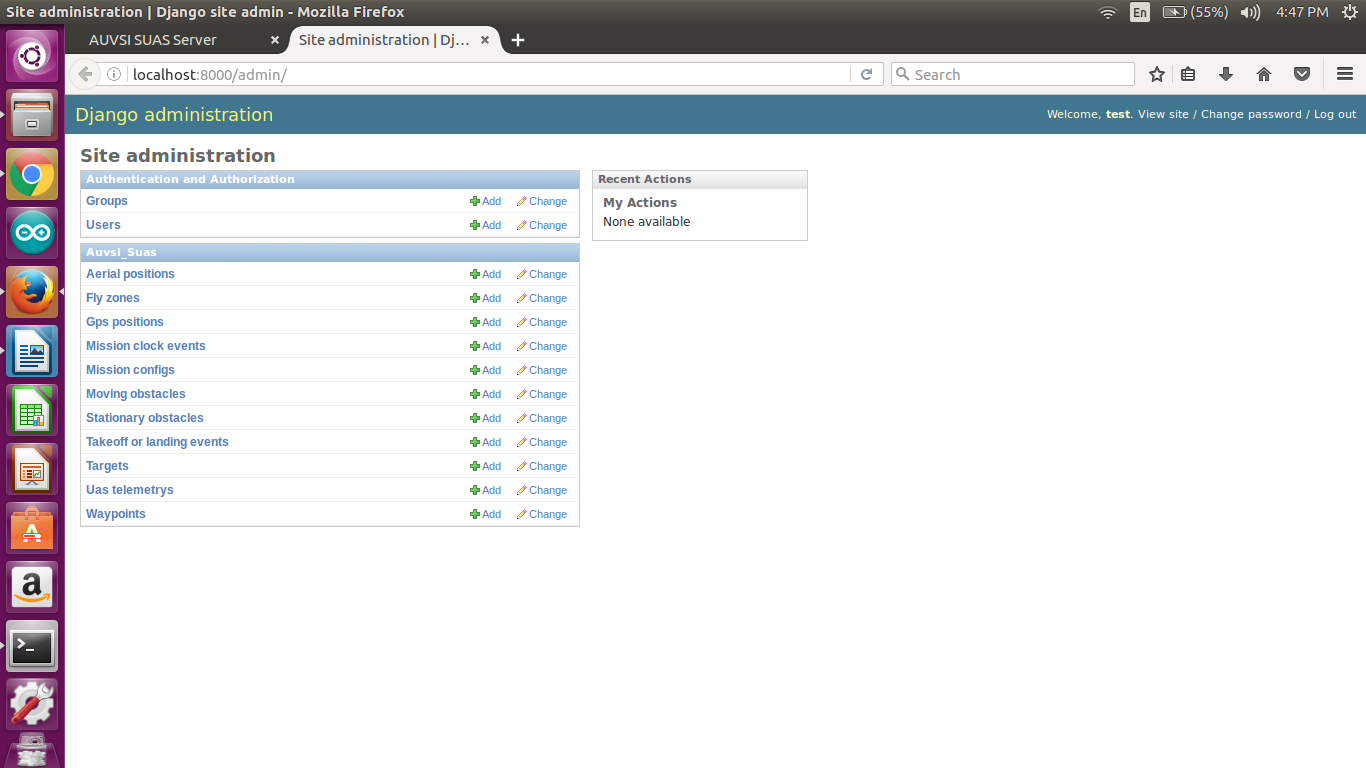 Site administration | Django site admin - Mozilla Firefox
En
(55%)
4:47 PM
AUVSI SUAS Server
Site administration | Dj...
localhost:8000/admin/
Search
Django administration
Welcome, test. View site / Change password / Log out
Site administration
Authentication and Authorization
Groups Add Change
Users Add Change
Auvsi_Suas
Aerial positions Add Change
Fly zones Add Change
Gps positions Add Change
Mission clock events Add Change
Mission configs Add Change
Moving obstacles Add Change
Stationary obstacles Add Change
Takeoff or landing events Add Change
Targets Add Change
Uas telemetrys Add Change
Waypoints Add Change
Recent Actions
My Actions
None available